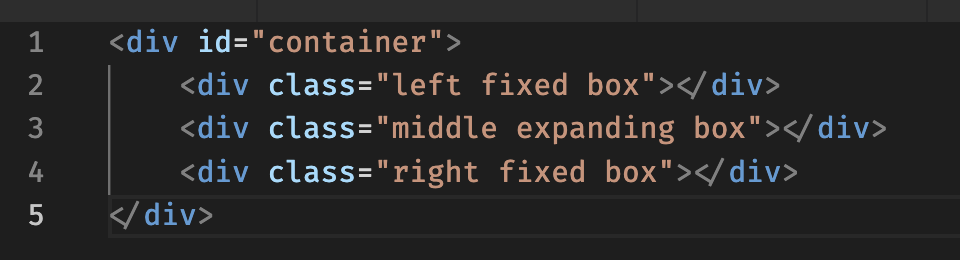 1 <div id="container">
2 <div class="left fixed box"></div>
3 <div class="middle expanding box"></div>
4 <div class="right fixed box"></div>
5 </div>